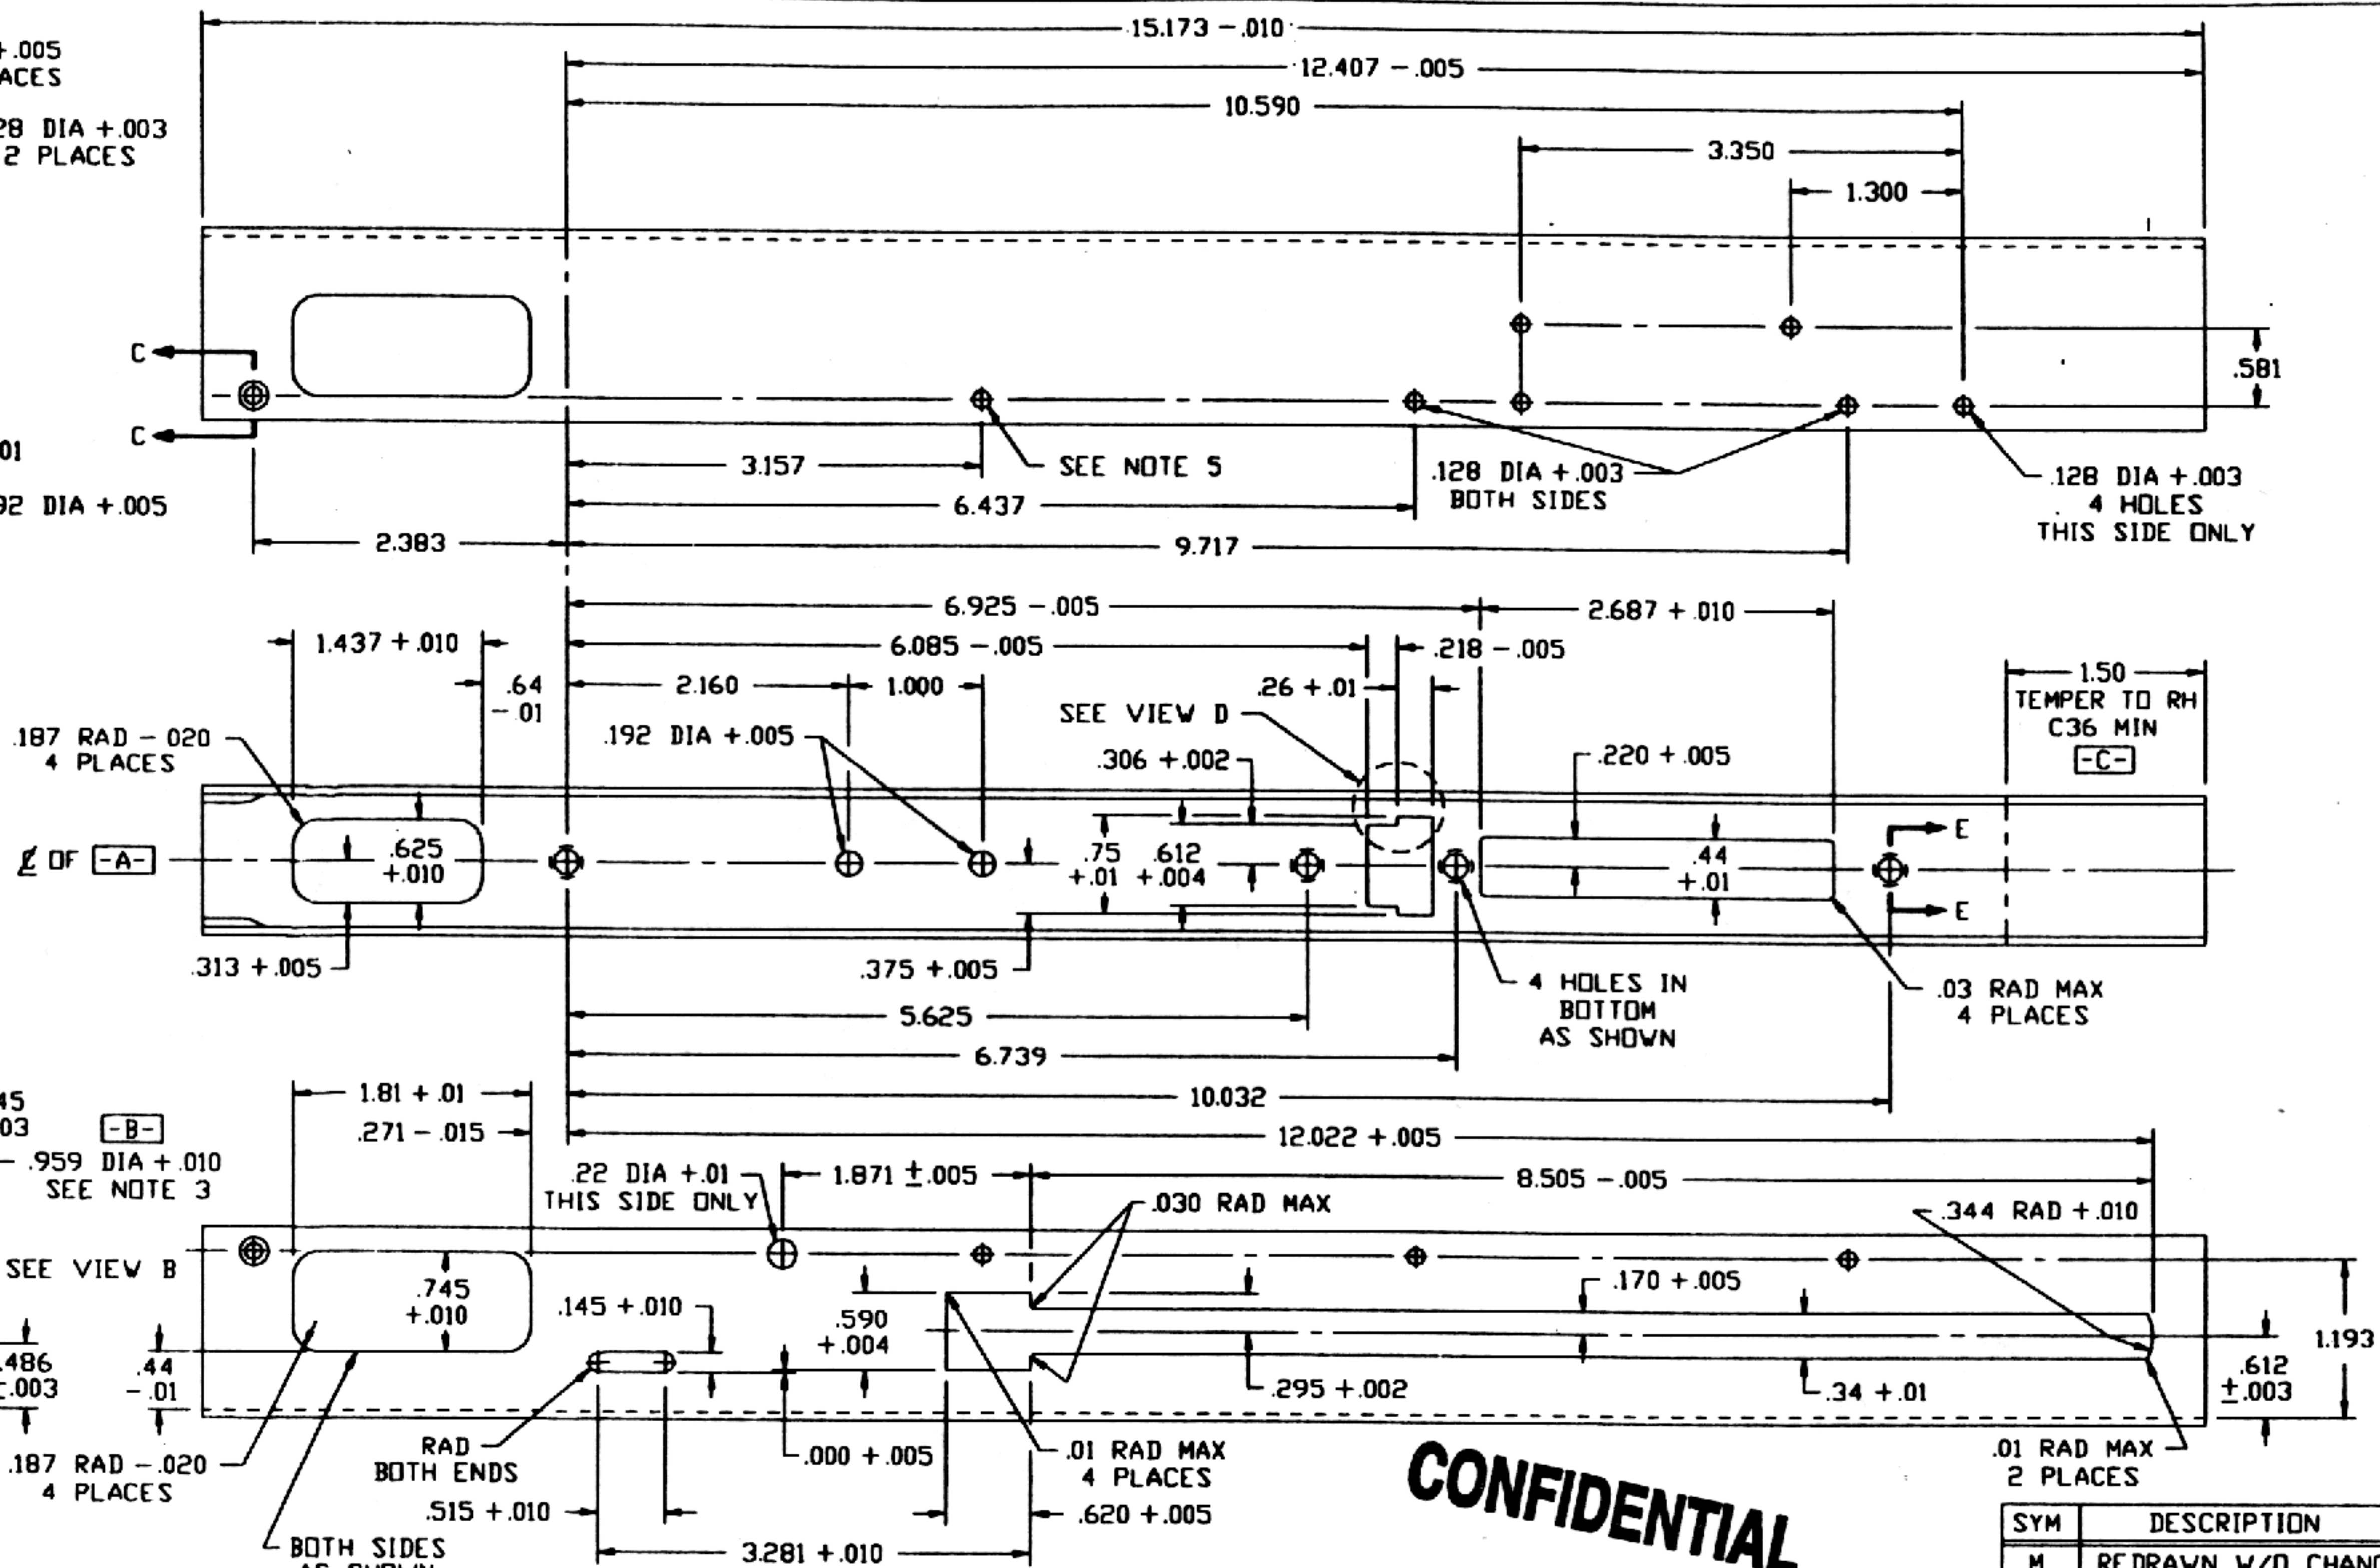 15.173 -.010
+.005
12.407 -.005
10.590
DIA +.003
2 PLACES
3.350
1.300
C
C
.581
3.157
SEE NOTE 5
.128 DIA +.003
BOTH SIDES
.128 DIA +.003
4 HOLES
THIS SIDE ONLY
DIA +.005
6.437
2.383
9.717
6.925 -.005
2.687 +.010
1.437 +.010
6.085 -.005
.218 -.005
.64
-.01
2.160
1.000
.26 +.01
1.50
TEMPER TO RH
C36 MIN
-C-
SEE VIEW D
.187 RAD -020
4 PLACES
.192 DIA +.005
.306 +.002
.220 +.005
℄ OF -A-
.625
+.010
.75
+.01
.612
+.004
.44
+.01
E
E
.313 +.005
.375 +.005
4 HOLES IN
BOTTOM
AS SHOWN
.03 RAD MAX
4 PLACES
5.625
6.739
10.032
1.81 +.01
.271 -.015
-B-
.959 DIA +.010
SEE NOTE 3
12.022 +.005
.22 DIA +.01
THIS SIDE ONLY
1.871 ±.005
8.505 -.005
.030 RAD MAX
.344 RAD +.010
SEE VIEW B
.745
+.010
.145 +.010
.590
+.004
.170 +.005
1.193
.486
±.003
.44
-.01
.295 +.002
.34 +.01
.612
±.003
.187 RAD -.020
4 PLACES
RAD
BOTH ENDS
.000 +.005
.01 RAD MAX
4 PLACES
.01 RAD MAX
2 PLACES
.515 +.010
.620 +.005
BOTH SIDES
3.281 +.010
CONFIDENTIAL
SYM DESCRIPTION
M REDRAWN W/O